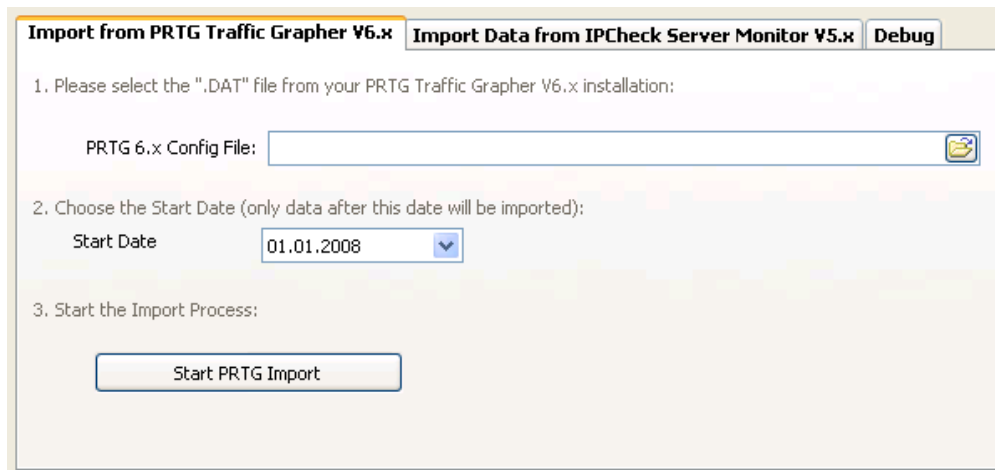 Import from PRTG Traffic Grapher V6.x Import Data from IPCheck Server Monitor V5.x Debug
1. Please select the ".DAT" file from your PRTG Traffic Grapher V6.x installation:
PRTG 6.x Config File:
2. Choose the Start Date (only data after this date will be imported):
Start Date 01.01.2008
3. Start the Import Process:
Start PRTG Import